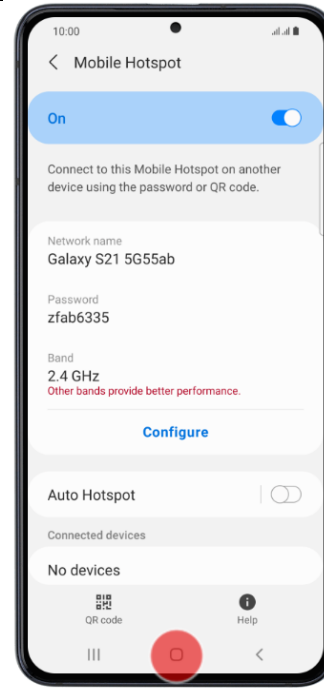 10:00
Mobile Hotspot
On
Connect to this Mobile Hotspot on another
device using the password or QR code.
Network name
Galaxy S21 5G55ab
Password
zfab6335
Band
2.4 GHz
Other bands provide better performance.
Configure
Auto Hotspot
Connected devices
No devices
QR code
Help